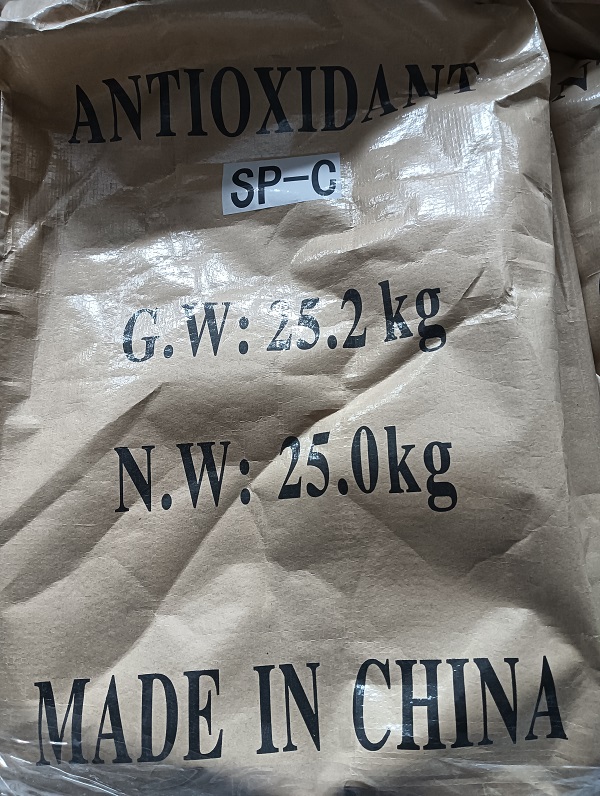 ANTIOXIDANT
SP-C
G.W: 25.2 kg
N.W: 25.0kg
MADE IN CHINA